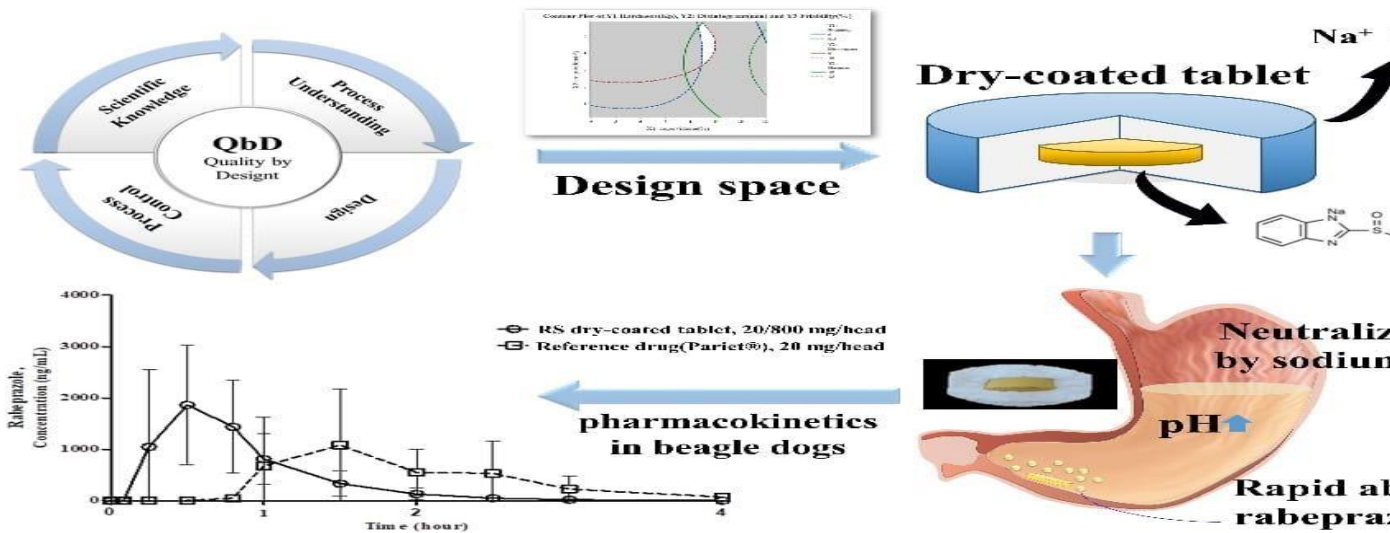 Scientific
Knowledge
Process
Understanding
QbD
Quality by
Designt
Process
Control
Design
Design space
Dry-coated tablet
Na⁺
Na
N
N
O
S
Neutraliz
by sodium
pH
Rapid ab
rabepraz
pharmacokinetics
in beagle dogs
RS dry-coated tablet, 20/800 mg/head
Reference drug(Pariet®), 20 mg/head
Rabeprazole,
Concentration (ng/mL)
4000
3000
2000
1000
0
0 1 2 4
Time (hour)